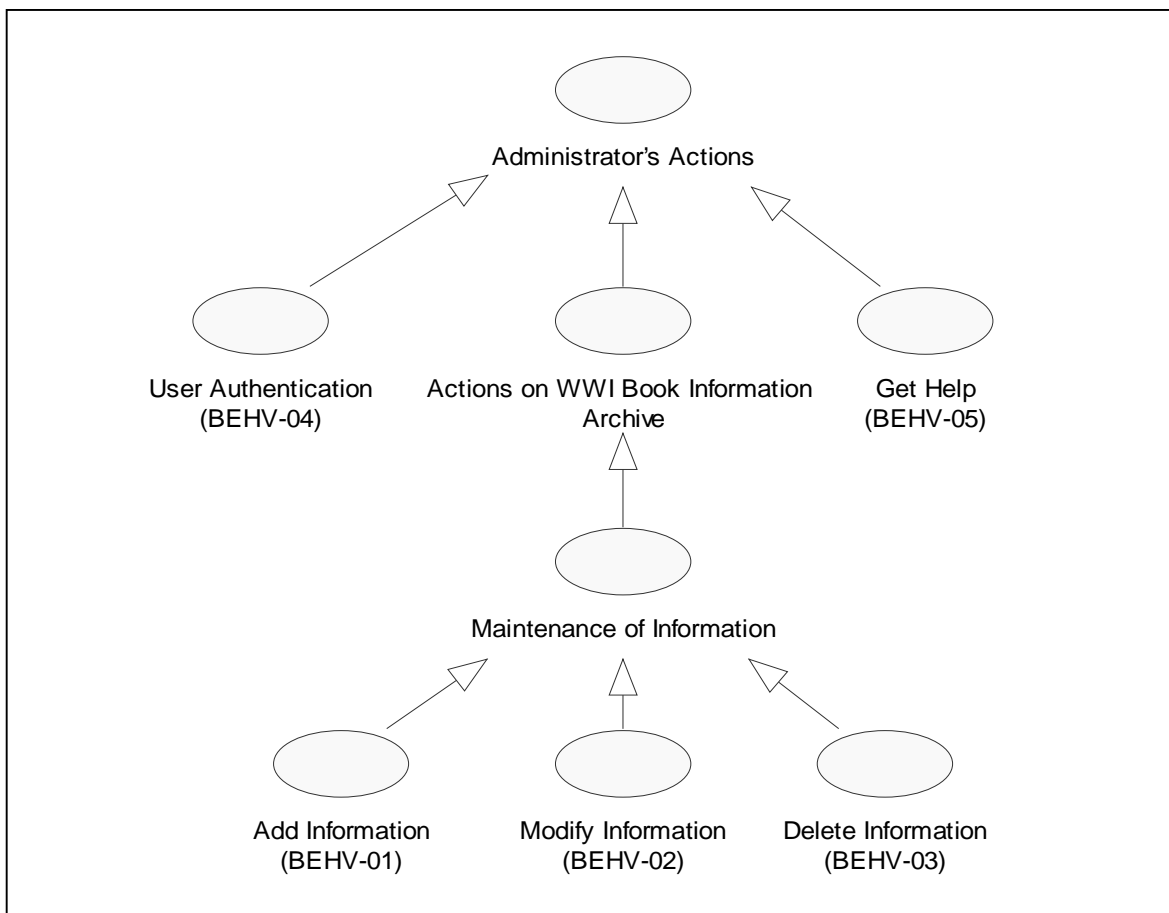 Administrator's Actions
User Authentication
(BEHV-04)
Actions on WWI Book Information
Archive
Get Help
(BEHV-05)
Maintenance of Information
Add Information
(BEHV-01)
Modify Information
(BEHV-02)
Delete Information
(BEHV-03)